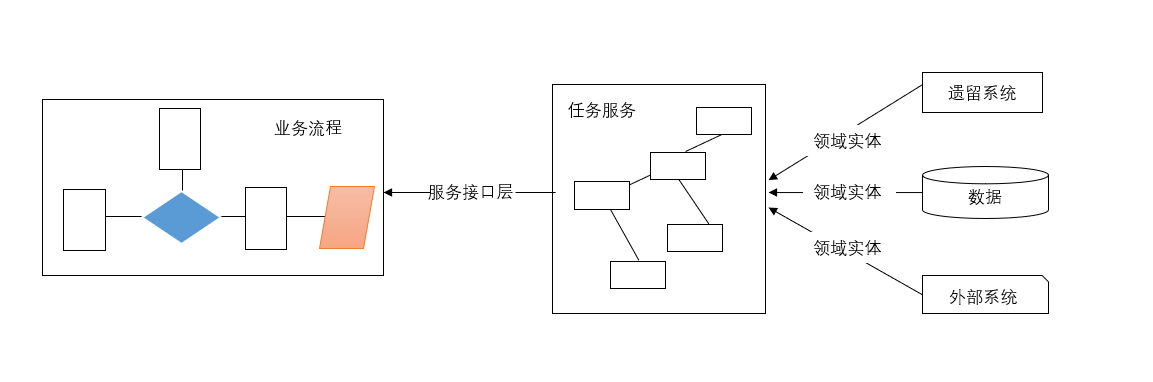 业务流程
服务接口层
任务服务
领域实体
领域实体
领域实体
遗留系统
数据
外部系统